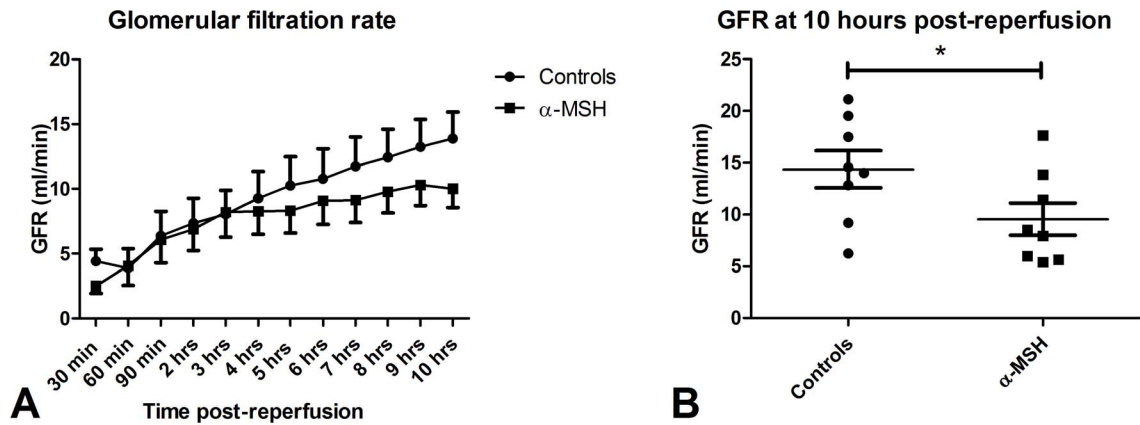 Glomerular filtration rate
20
15
10
5
0
GFR (ml/min)
30 min
60 min
90 min
2 hrs
3 hrs
4 hrs
5 hrs
6 hrs
7 hrs
8 hrs
9 hrs
10 hrs
Time post-reperfusion
Controls
α-MSH
A
GFR at 10 hours post-reperfusion
*
25
20
15
10
5
0
GFR (ml/min)
Controls
α-MSH
B